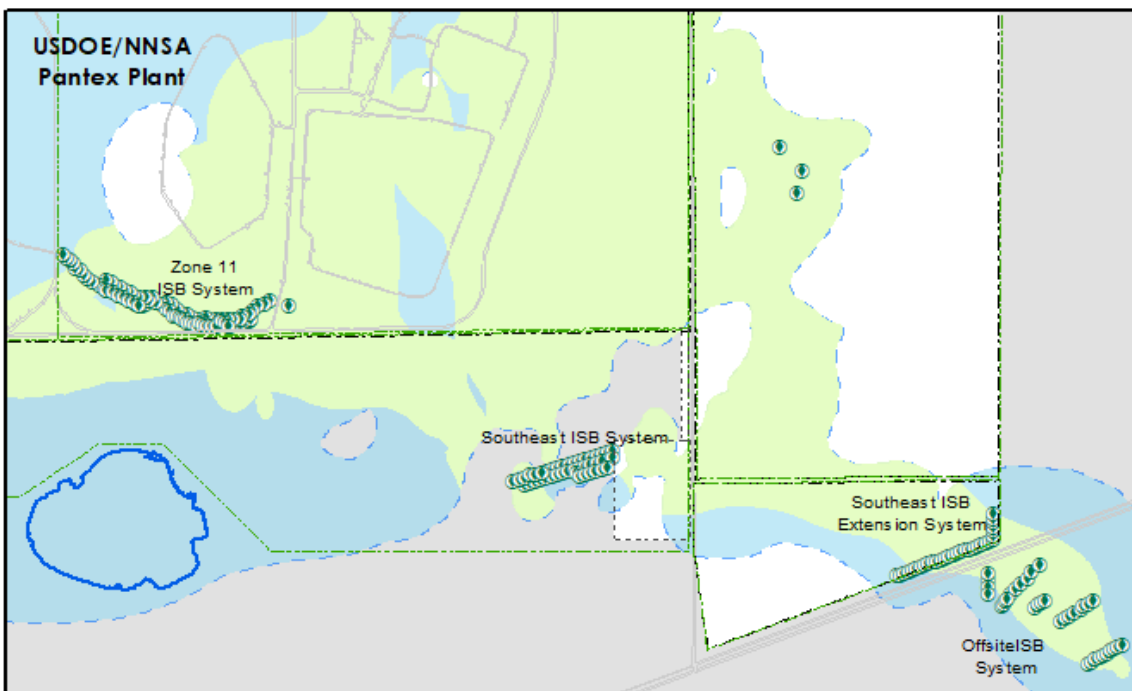 USDOE/NNSA
Pantex Plant
Zone 11
ISB System
Southeast ISB System
Southeast ISB
Extension System
OffsiteISB
System